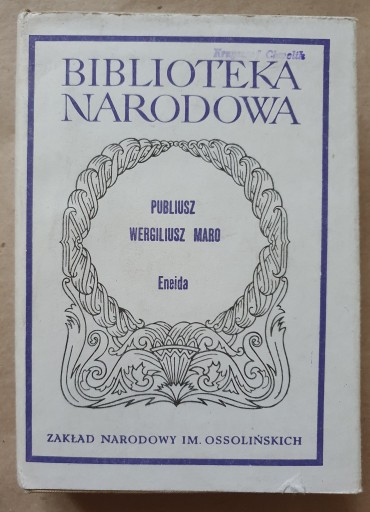 BIBLIOTEKA
NARODOWA
PUBLIUSZ
WERGILIUSZ MARO
Eneida
ZAKŁAD NARODOWY IM. OSSOLIŃSKICH